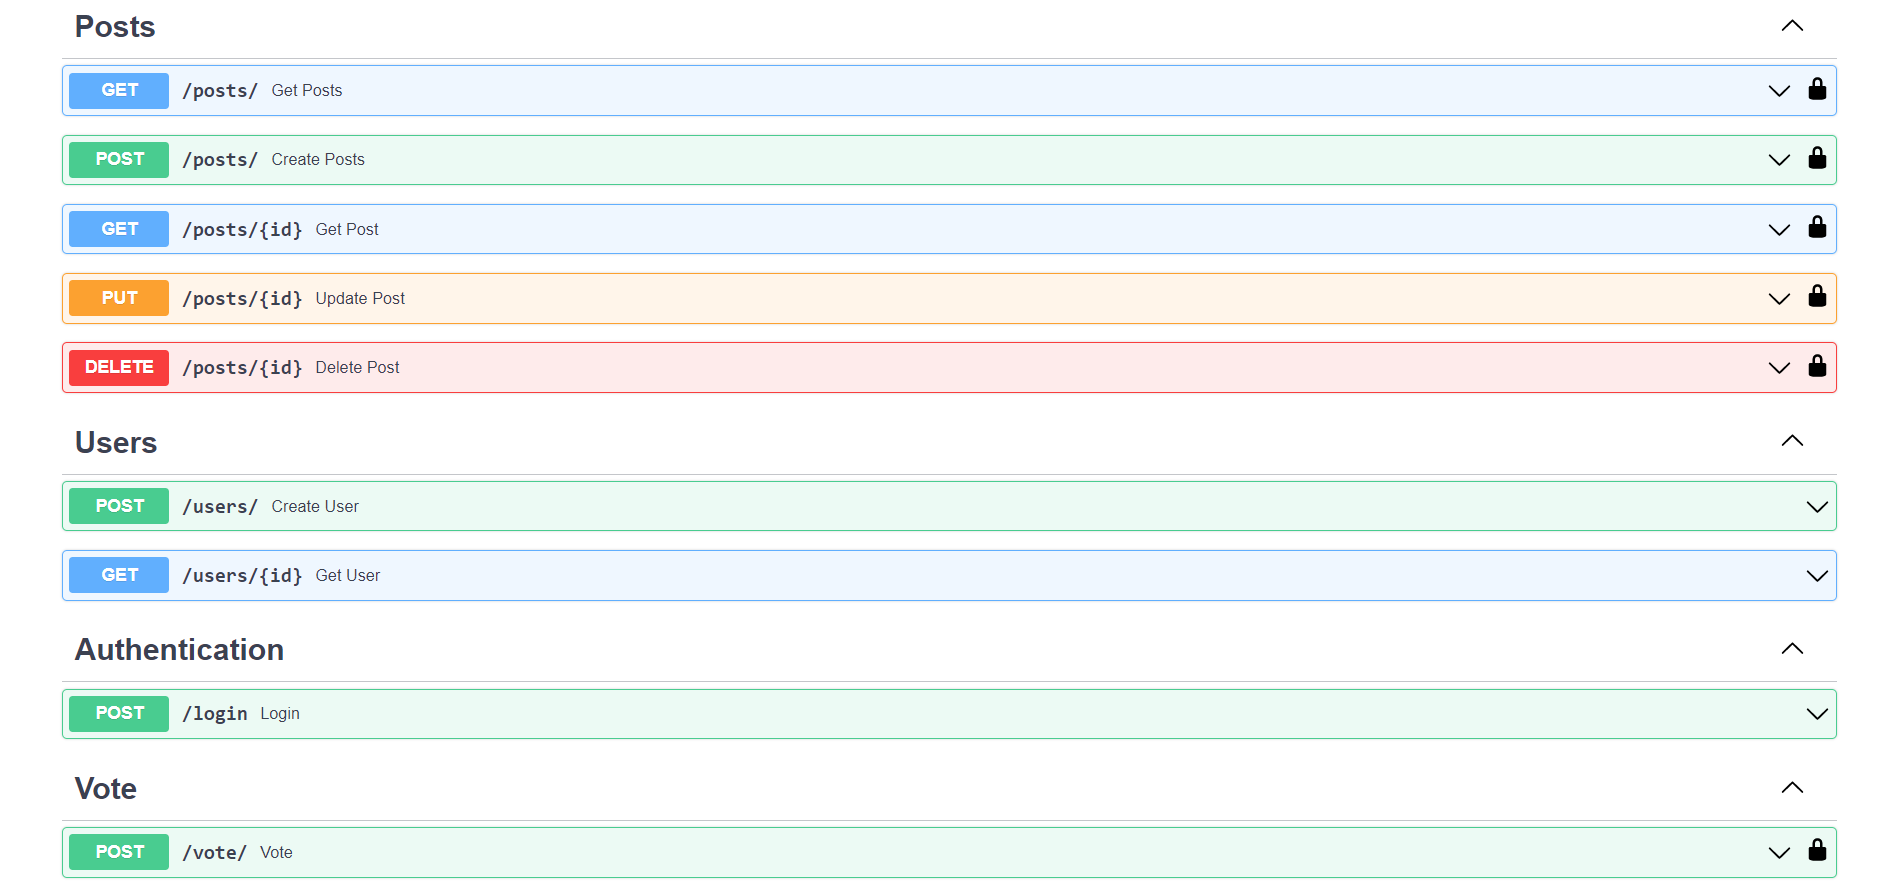 Posts
GET /posts/ Get Posts
POST /posts/ Create Posts
GET /posts/{id} Get Post
PUT /posts/{id} Update Post
DELETE /posts/{id} Delete Post
Users
POST /users/ Create User
GET /users/{id} Get User
Authentication
POST /login Login
Vote
POST /vote/ Vote